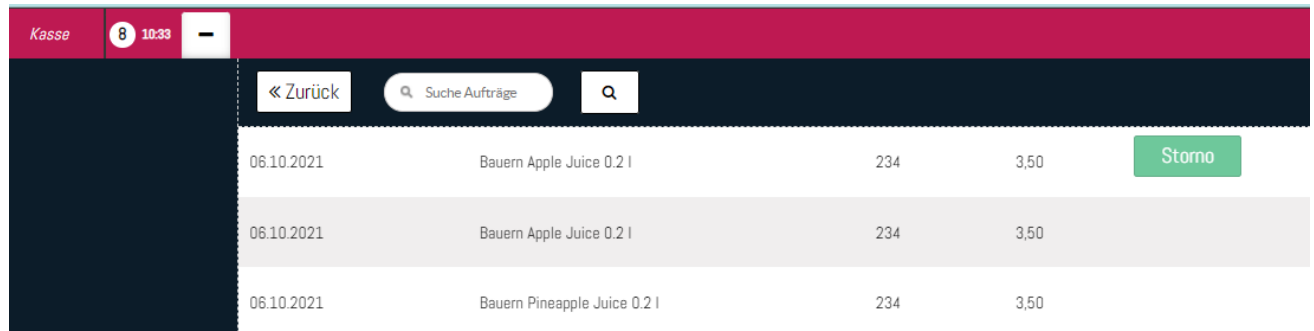 Kasse 8 10:33
« Zurück Suche Aufträge
06.10.2021 Bauern Apple Juice 0.2 l 234 3,50 Storno
06.10.2021 Bauern Apple Juice 0.2 l 234 3,50
06.10.2021 Bauern Pineapple Juice 0.2 l 234 3,50